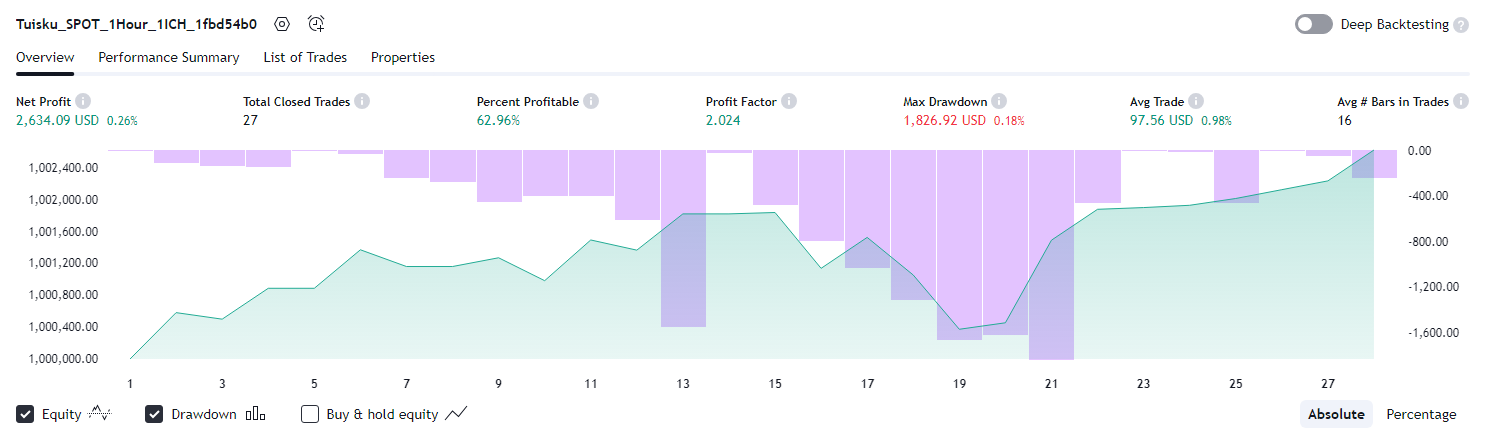 Tuisku_SPOT_1Hour_1ICH_1fbd54b0 Deep Backtesting ?
Overview Performance Summary List of Trades Properties
Net Profit i Total Closed Trades i Percent Profitable i Profit Factor i Max Drawdown i Avg Trade i Avg # Bars in Trades i
2,634.09 USD 0.26% 27 62.96% 2.024 1,826.92 USD 0.18% 97.56 USD 0.98% 16
0.00
1,002,400.00
1,002,000.00 -400.00
1,001,600.00 -800.00
1,001,200.00
1,000,800.00 -1,200.00
1,000,400.00 -1,600.00
1,000,000.00
1 3 5 7 9 11 13 15 17 19 21 23 25 27
Equity Drawdown Buy & hold equity Absolute Percentage